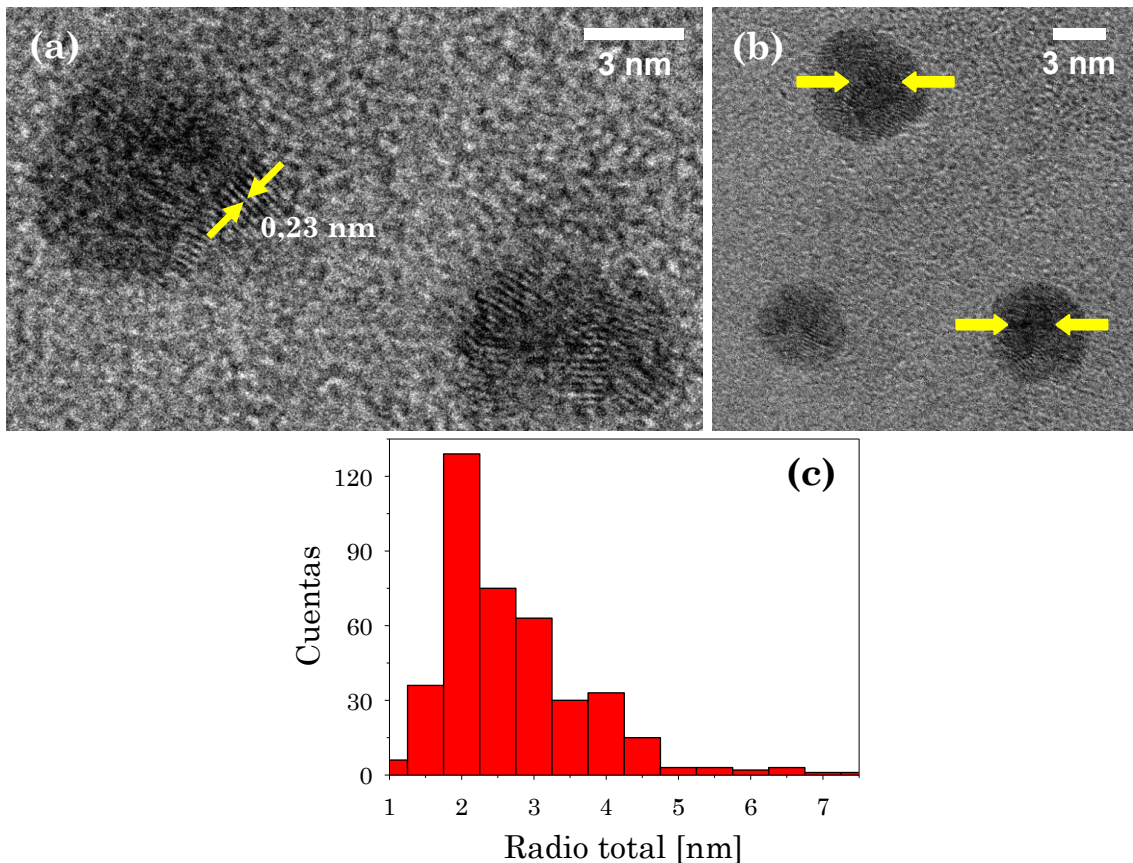 (a)
3 nm
0,23 nm
(b)
3 nm
(c)
Cuentas
120
90
60
30
0
1 2 3 4 5 6 7
Radio total [nm]